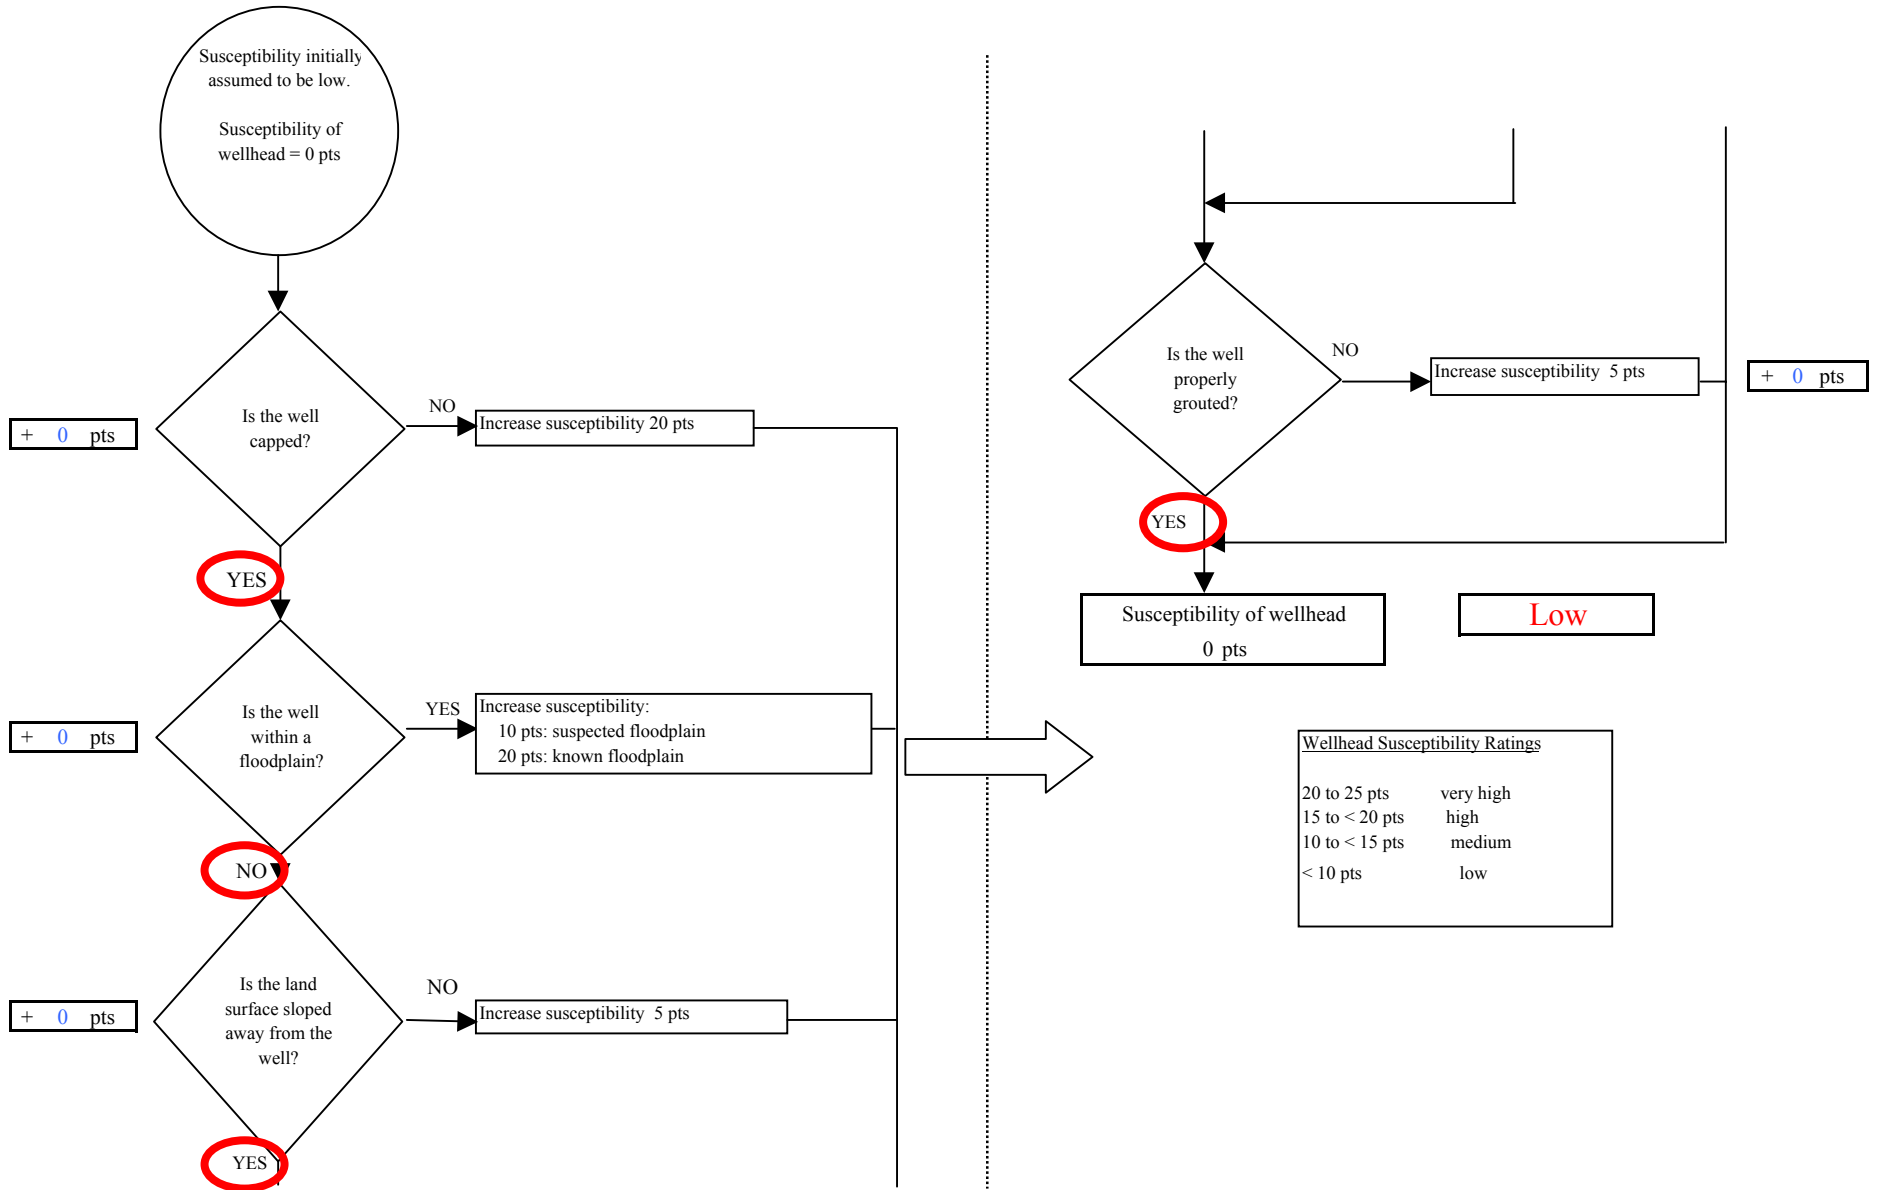 Susceptibility initially
assumed to be low.
Susceptibility of
wellhead = 0 pts
Is the well
capped?
NO
Increase susceptibility 20 pts
+ 0 pts
YES
Is the well
within a
floodplain?
YES
Increase susceptibility:
10 pts: suspected floodplain
20 pts: known floodplain
+ 0 pts
NO
Is the land
surface sloped
away from the
well?
NO
Increase susceptibility 5 pts
+ 0 pts
YES
Is the well
properly
grouted?
NO
Increase susceptibility 5 pts
+ 0 pts
YES
Susceptibility of wellhead
0 pts
Low
Wellhead Susceptibility Ratings
20 to 25 pts very high
15 to < 20 pts high
10 to < 15 pts medium
< 10 pts low